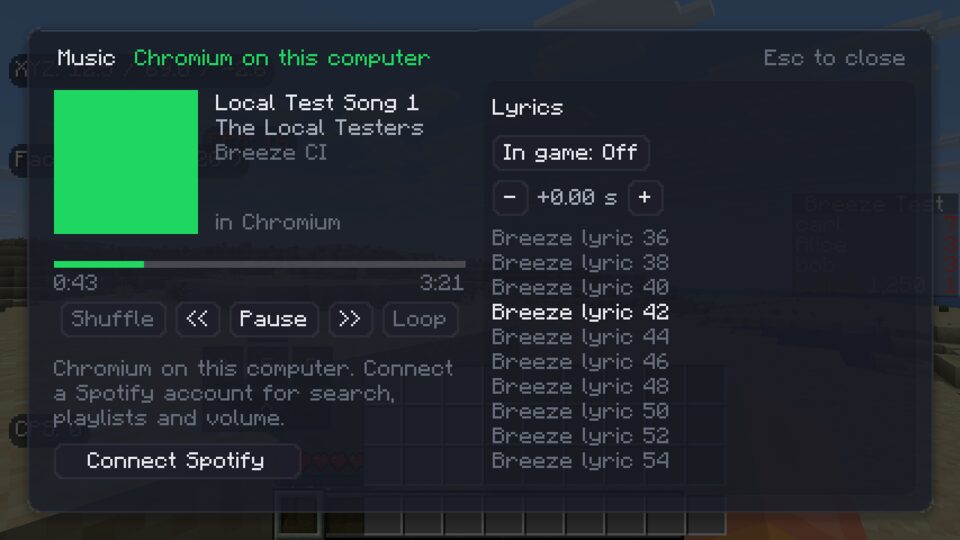 Music Chromium on this computer
Esc to close
Local Test Song 1
The Local Testers
Breeze CI
in Chromium
0:43
3:21
Shuffle
<<
Pause
>>
Loop
Chromium on this computer. Connect
a Spotify account for search,
playlists and volume.
Connect Spotify
Lyrics
In game: Off
- +0.00 s +
Breeze lyric 36
Breeze lyric 38
Breeze lyric 40
Breeze lyric 42
Breeze lyric 44
Breeze lyric 46
Breeze lyric 48
Breeze lyric 50
Breeze lyric 52
Breeze lyric 54
Breeze Test
Alice
bob
1,250